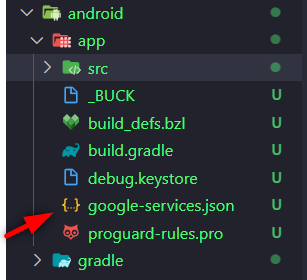 android
app
src
_BUCK U
build_defs.bzl U
build.gradle U
debug.keystore U
{..} google-services.json U
proguard-rules.pro U
gradle